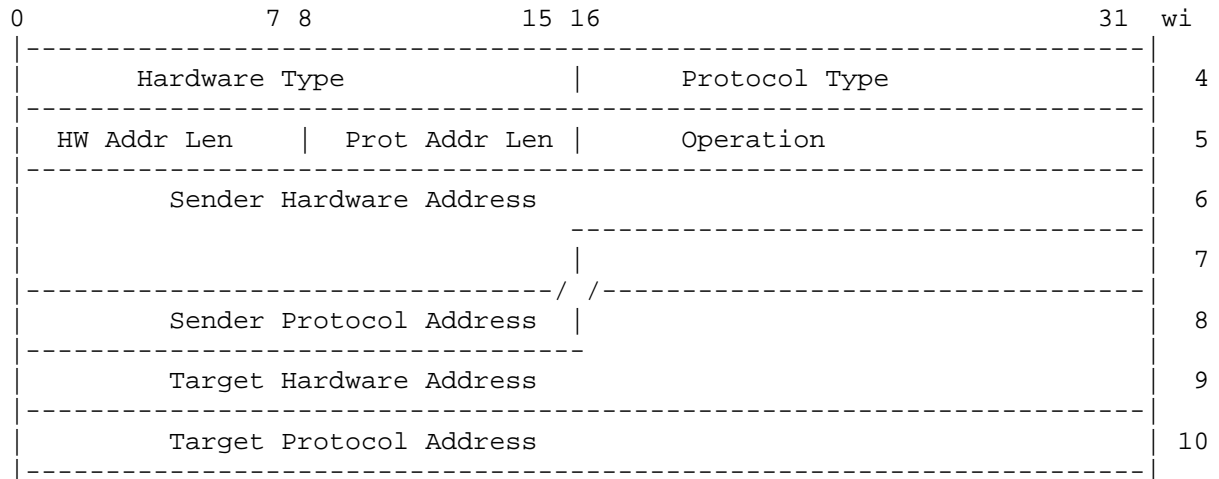 0 7 8 15 16 31 wi
Hardware Type | Protocol Type | 4
HW Addr Len | Prot Addr Len | Operation | 5
Sender Hardware Address | 6
| | 7
Sender Protocol Address | | 8
Target Hardware Address | 9
Target Protocol Address | 10